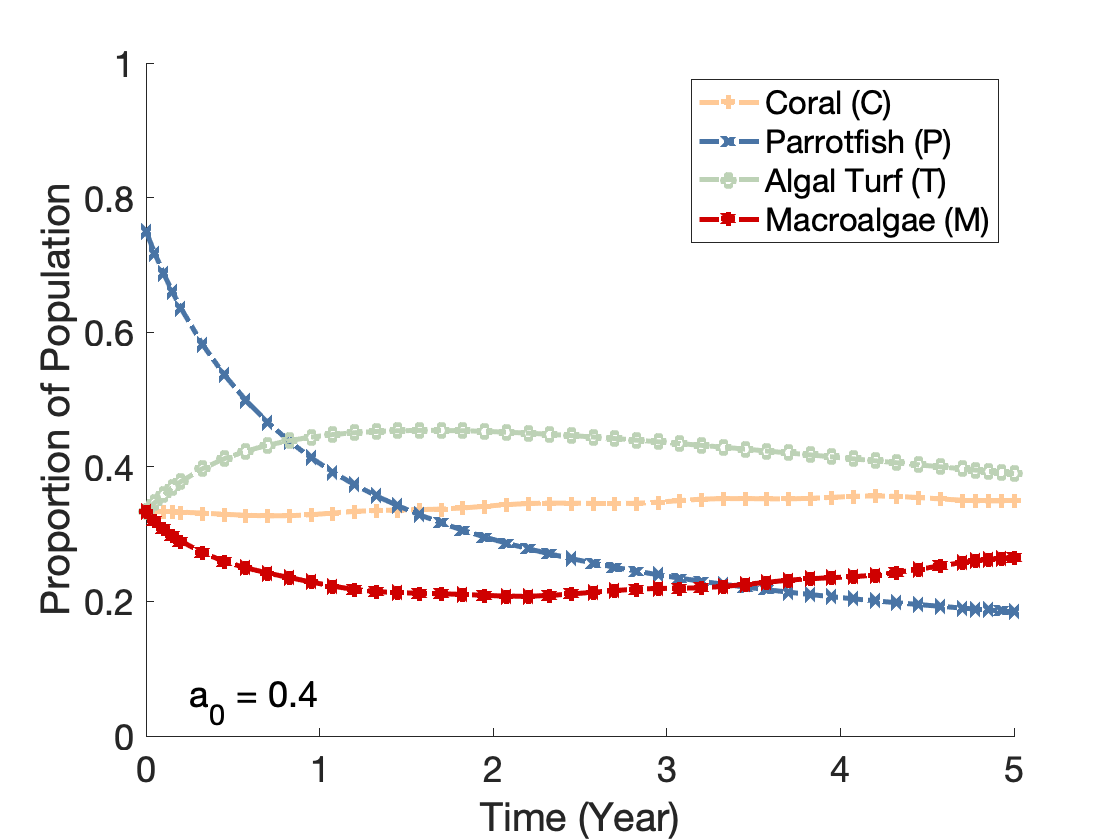 1
0.8
0.6
0.4
0.2
0
0
1
2
3
4
5
Proportion of Population
Time (Year)
Coral (C)
Parrotfish (P)
Algal Turf (T)
Macroalgae (M)
a₀ = 0.4